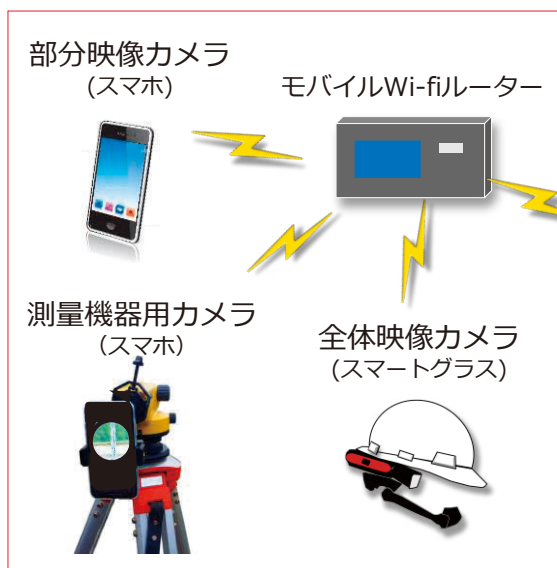 部分映像カメラ
(スマホ)
モバイルWi-fiルーター
測量機器用カメラ
(スマホ)
全体映像カメラ
(スマートグラス)